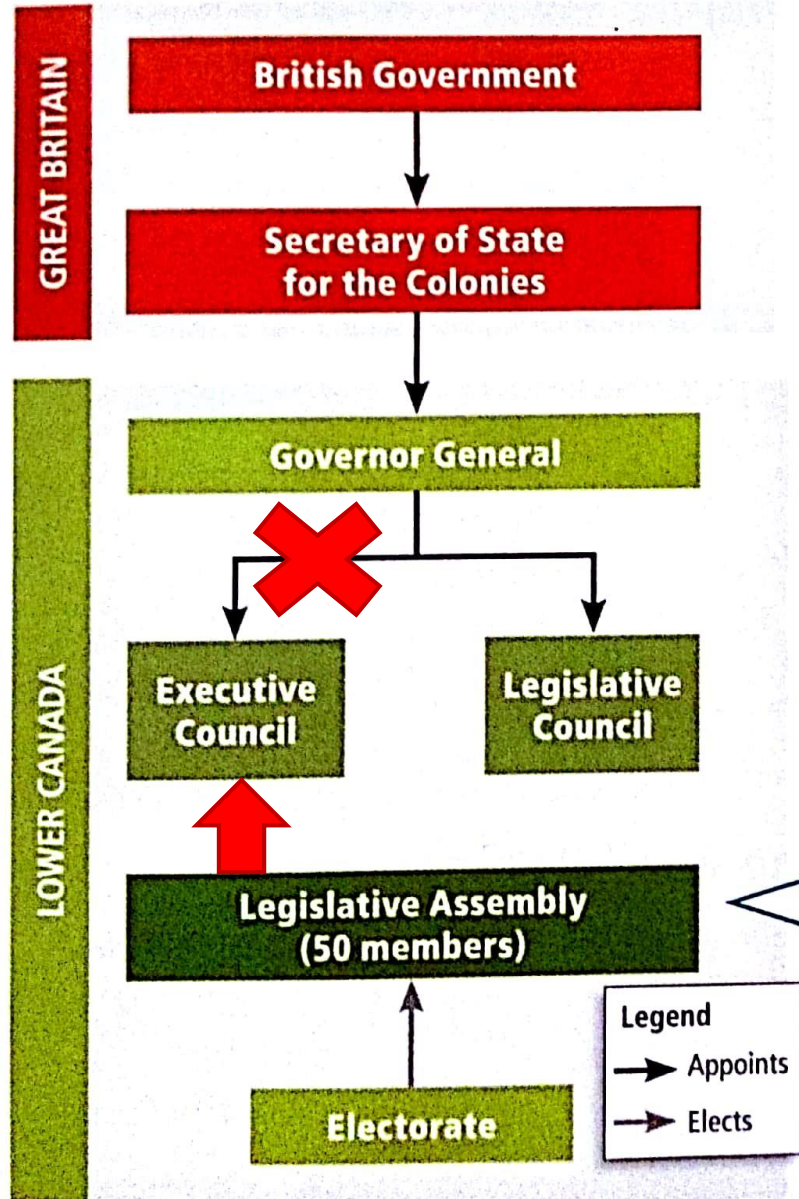 GREAT BRITAIN
British Government
Secretary of State
for the Colonies
LOWER CANADA
Governor General
Executive
Council
Legislative
Council
Legislative Assembly
(50 members)
Electorate
Legend
Appoints
Elects